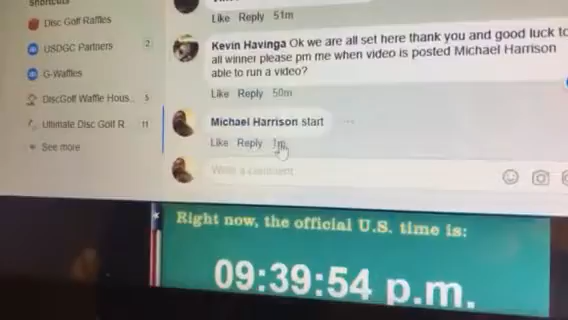 Shortcuts
Disc Golf Raffles
USDGC Partners 2
G-Waffles
DiscGolf Waffle Hous... 5
Ultimate Disc Golf R 11
See more
Like Reply 51m
Kevin Havinga Ok we are all set here thank you and good luck to
all winner please pm me when video is posted Michael Harrison
able to run a video?
Like Reply 50m
Michael Harrison start
Like Reply 1m
Write a comment
Right now, the official U.S. time is:
09:39:54 p.m.